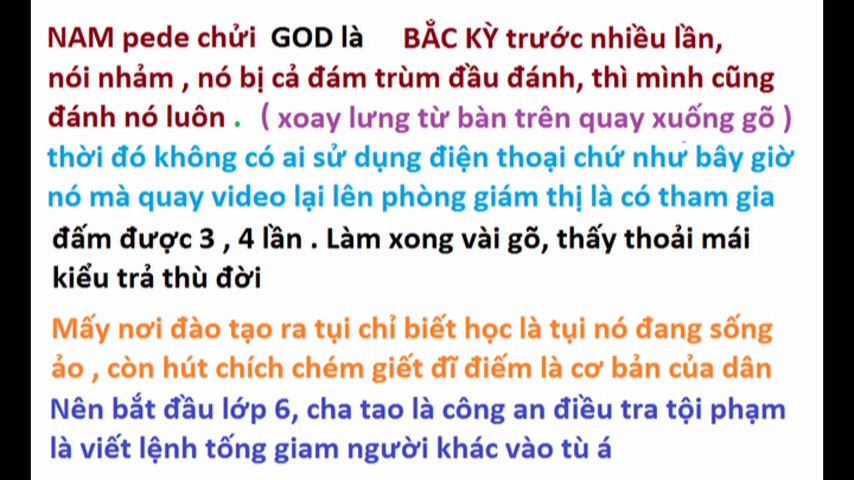 NAM pede chửi GOD là BẮC KỲ trước nhiều lần,
nói nhảm , nó bị cả đám trùm đầu đánh, thì mình cũng
đánh nó luôn . ( xoay lưng từ bàn trên quay xuống gõ )
thời đó không có ai sử dụng điện thoại chứ như bây giờ
nó mà quay video lại lên phòng giám thị là có tham gia
đấm được 3 , 4 lần . Làm xong vài gõ, thấy thoải mái
kiểu trả thù đời
Mấy nơi đào tạo ra tụi chỉ biết học là tụi nó đang sống
ảo , còn hút chích chém giết đĩ điếm là cơ bản của dân
Nên bắt đầu lớp 6, cha tao là công an điều tra tội phạm
là viết lệnh tống giam người khác vào tù á